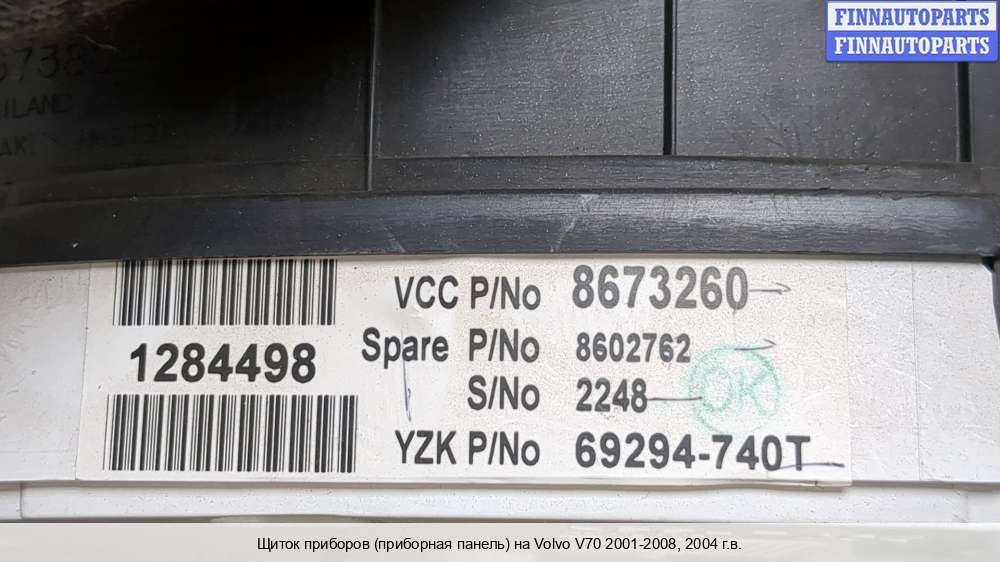 FINNAUTOPARTS
FINNAUTOPARTS
VCC P/No 8673260
1284498
Spare P/No 8602762
S/No 2248
OK
YZK P/No 69294-740T
Щиток приборов (приборная панель) на Volvo V70 2001-2008, 2004 г.в.